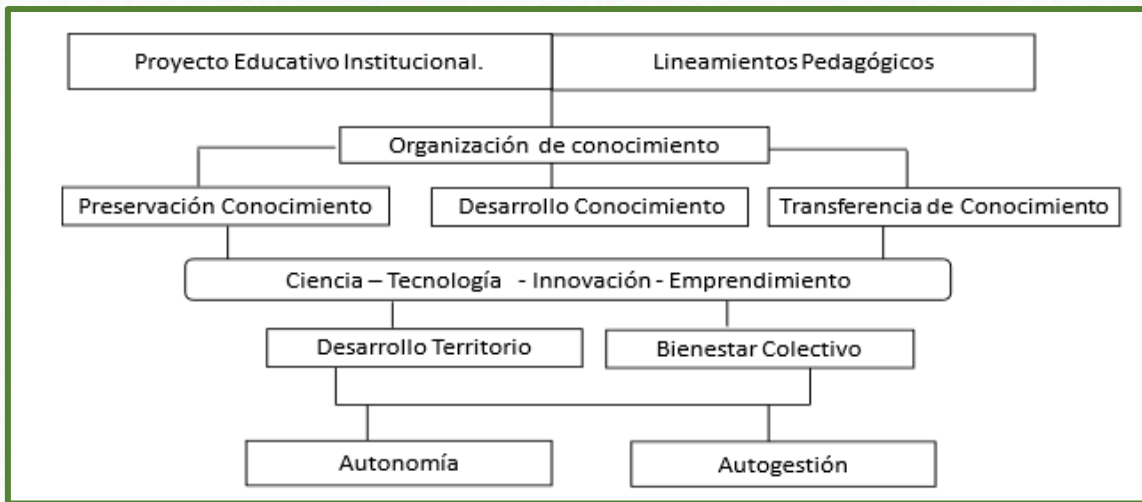 Proyecto Educativo Institucional.
Lineamientos Pedagógicos
Organización de conocimiento
Preservación Conocimiento
Desarrollo Conocimiento
Transferencia de Conocimiento
Ciencia – Tecnología - Innovación - Emprendimiento
Desarrollo Territorio
Bienestar Colectivo
Autonomía
Autogestión